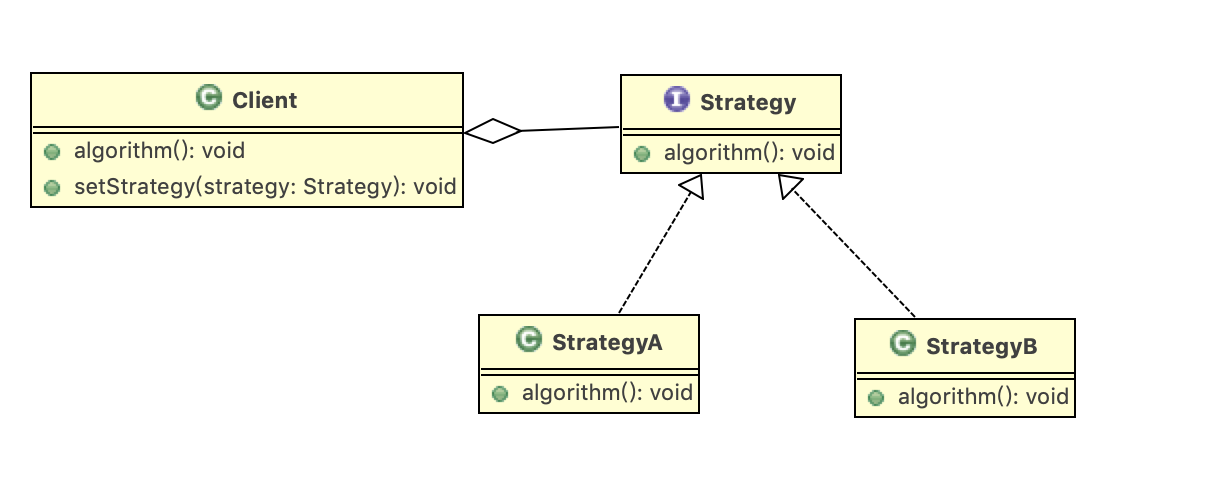 C Client
algorithm(): void
setStrategy(strategy: Strategy): void
I Strategy
algorithm(): void
C StrategyA
algorithm(): void
C StrategyB
algorithm(): void